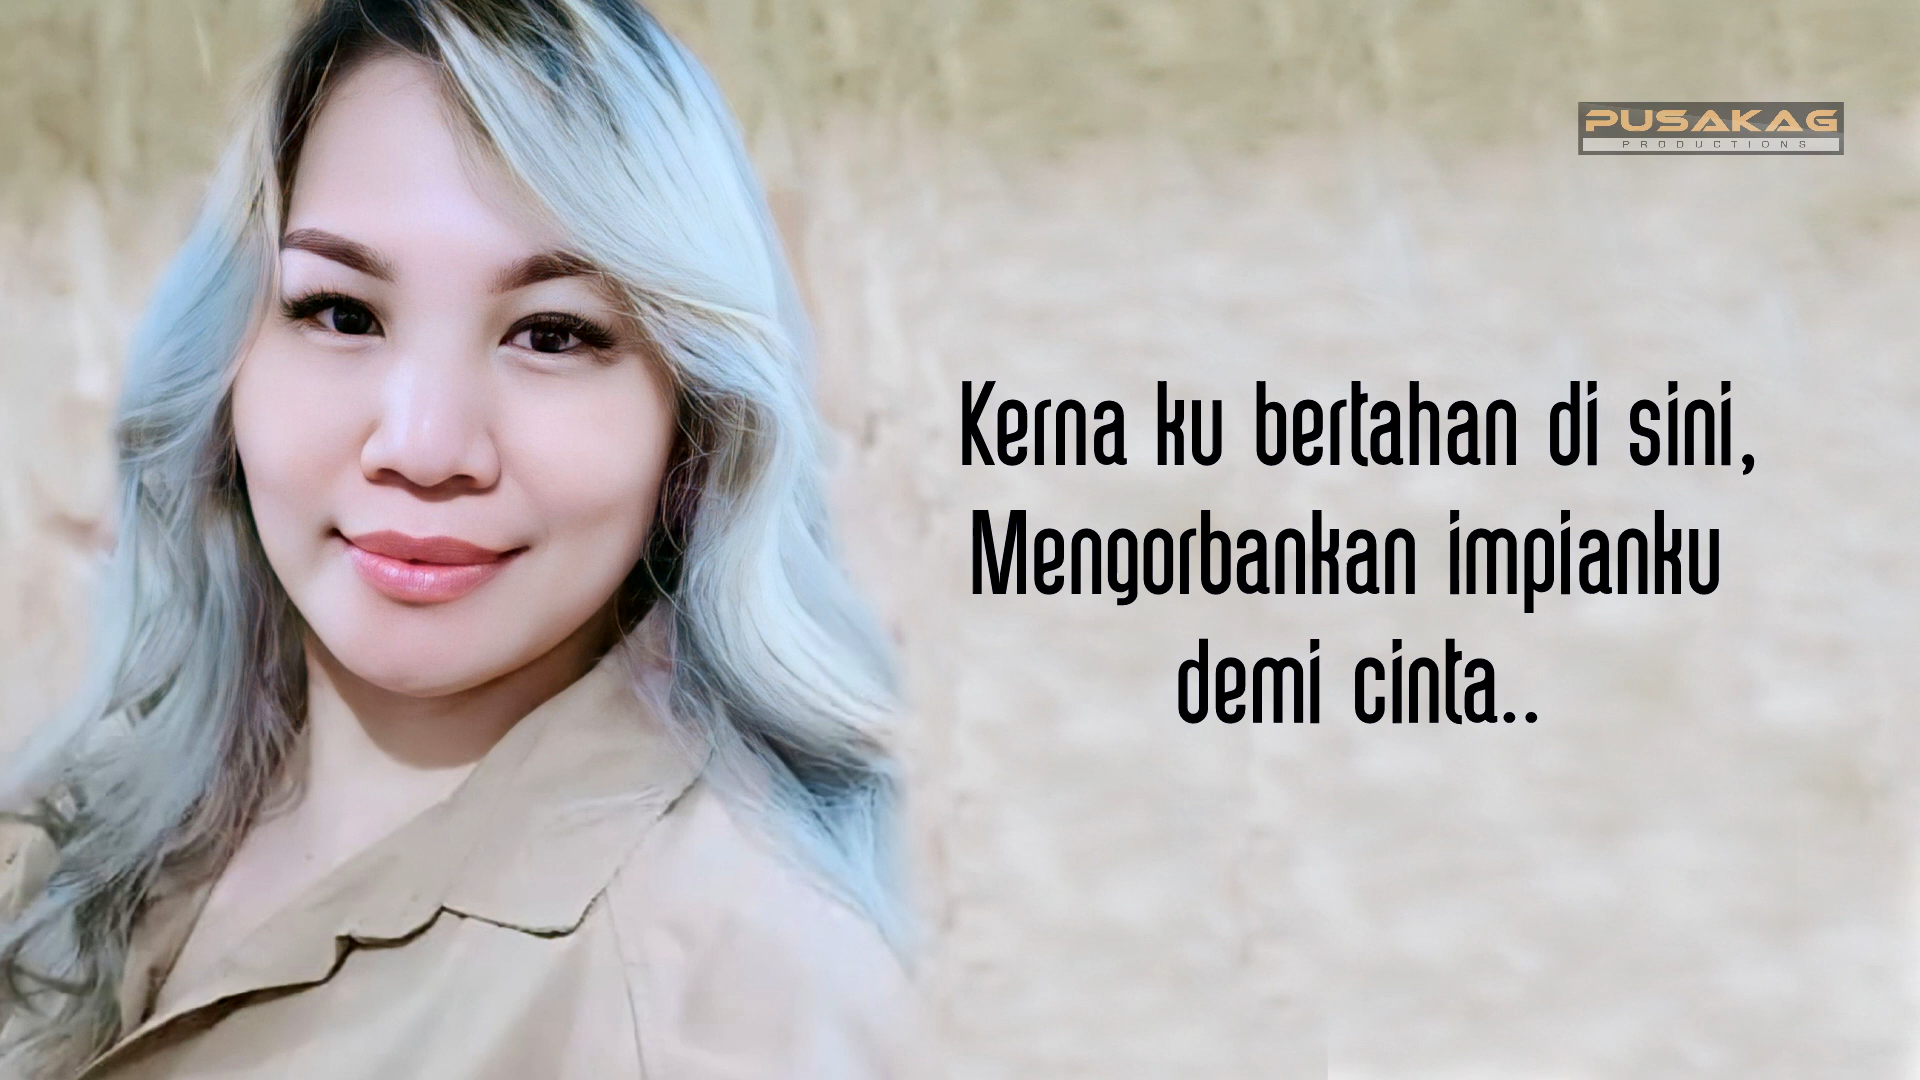 PUSAKAG
PRODUCTIONS
Kerna ku bertahan di sini,
Mengorbankan impianku
demi cinta..